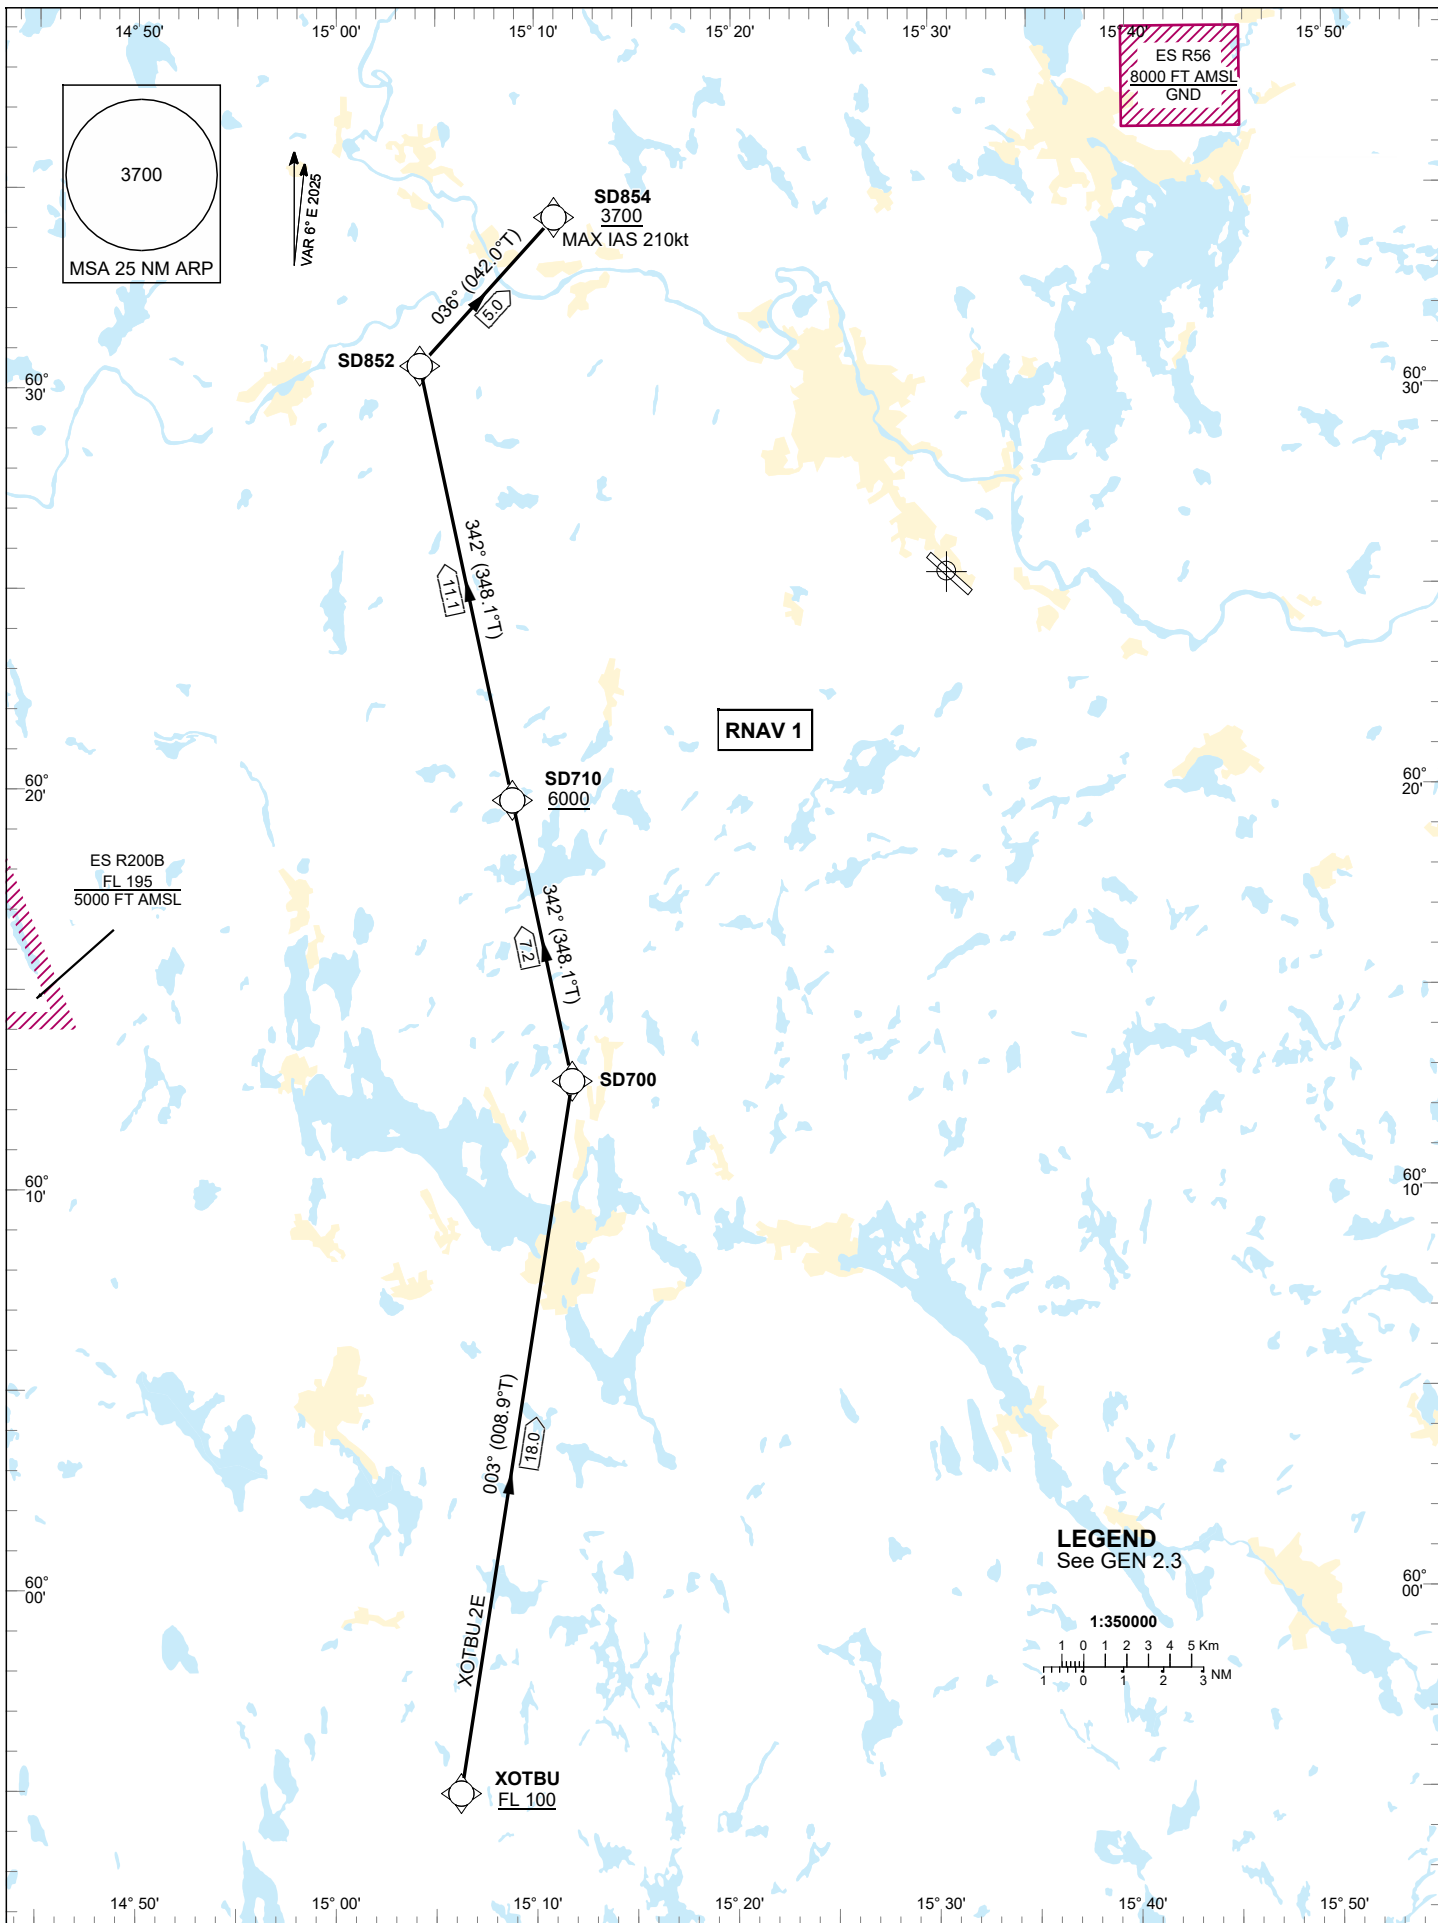 14° 50'
15° 00'
15° 10'
15° 20'
15° 30'
15° 40'
15° 50'
ES R56
8000 FT AMSL
GND
3700
MSA 25 NM ARP
VAR 6° E 2025
SD854
3700
MAX IAS 210kt
036° (042.0°T)
5.0
SD852
60°
30'
60°
30'
342° (348.1°T)
11.1
RNAV 1
SD710
6000
60°
20'
60°
20'
ES R200B
FL 195
5000 FT AMSL
342° (348.1°T)
7.2
SD700
60°
10'
60°
10'
003° (008.9°T)
18.0
LEGEND
See GEN 2.3
60°
00'
60°
00'
XOTBU 2E
1:350000
1 0 1 2 3 4 5 Km
1 0 1 2 3 NM
XOTBU
FL 100
14° 50'
15° 00'
15° 10'
15° 20'
15° 30'
15° 40'
15° 50'